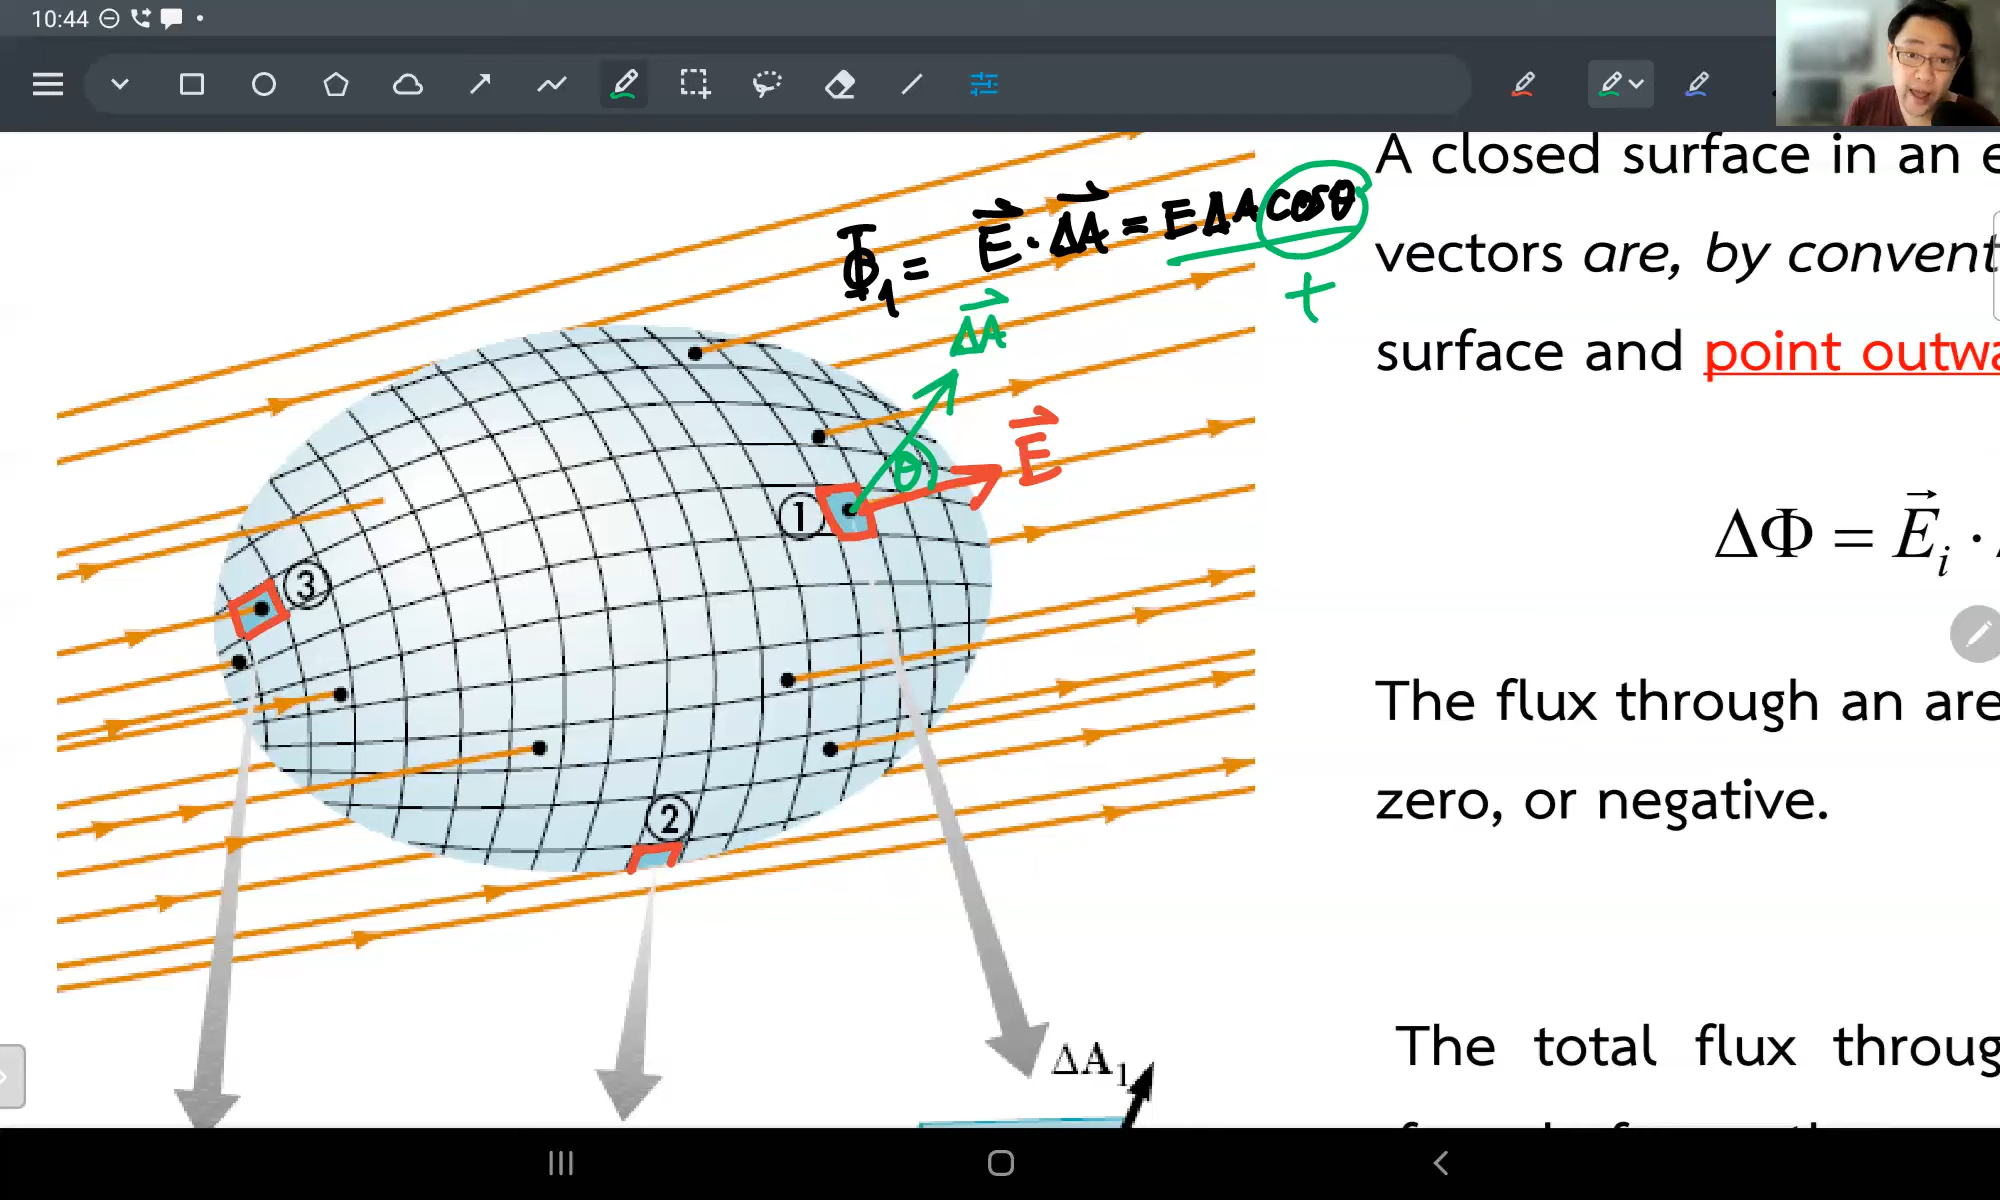 10:44
A closed surface in an e
Φ₁ = E⃗ · ΔA⃗ = EΔA cosθ
vectors are, by convent
+
ΔA⃗
surface and point outwa
E⃗
θ
①
ΔΦ = E⃗ᵢ ·
③
The flux through an are
zero, or negative.
②
The total flux throug
ΔA₁